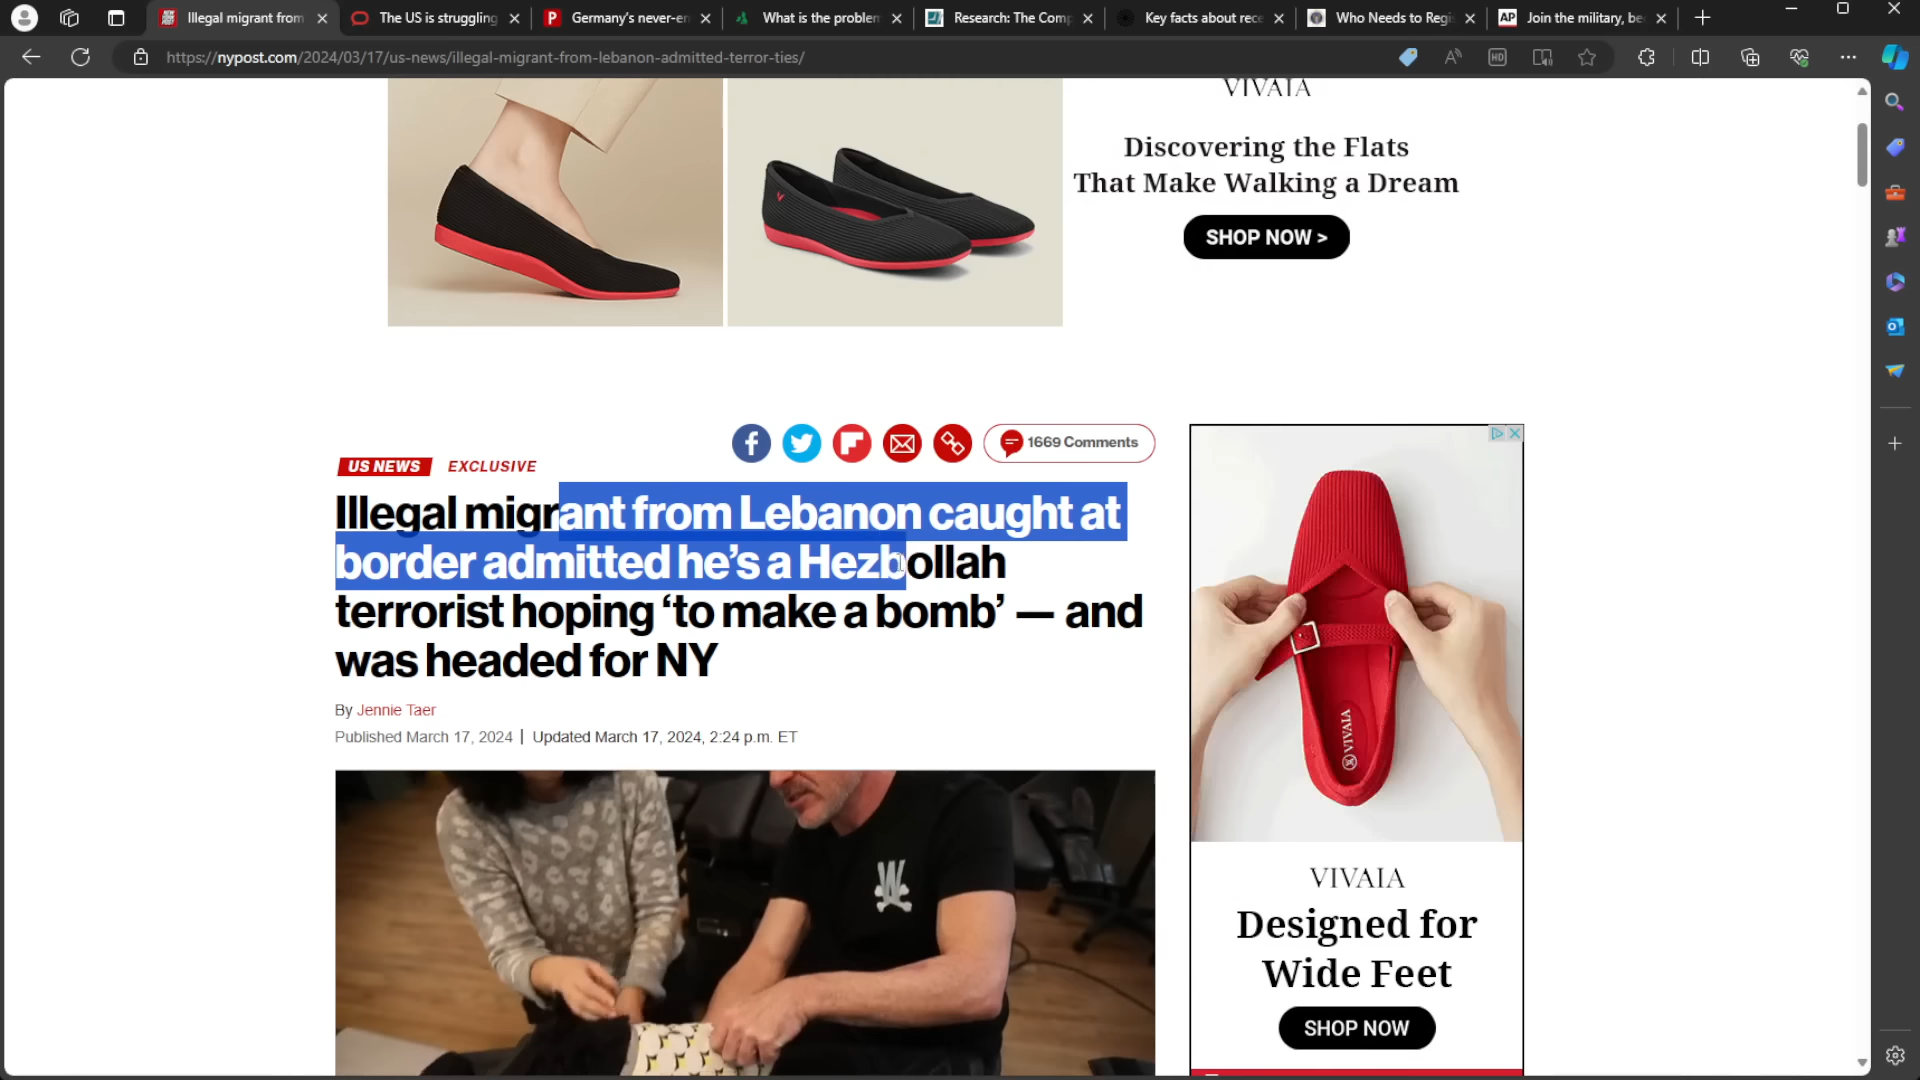 Illegal migrant from
The US is struggling
Germany's never-en
What is the problem
Research: The Comp
Key facts about rece
Who Needs to Regis
AP
Join the military, be
https://nypost.com/2024/03/17/us-news/illegal-migrant-from-lebanon-admitted-terror-ties/
HD
VIVAIA
Discovering the Flats
That Make Walking a Dream
SHOP NOW >
1669 Comments
US NEWS EXCLUSIVE
Illegal migrant from Lebanon caught at
border admitted he's a Hezbollah
terrorist hoping 'to make a bomb' — and
was headed for NY
By Jennie Taer
Published March 17, 2024 | Updated March 17, 2024, 2:24 p.m. ET
W
VIVAIA
VIVAIA
Designed for
Wide Feet
SHOP NOW